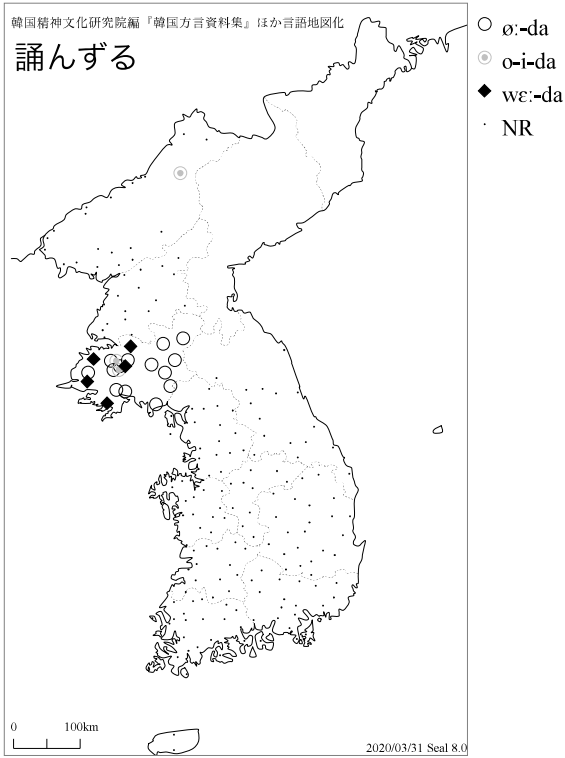 韓国精神文化研究院編『韓国方言資料集』ほか言語地図化
誦んずる
ø:-da
o-i-da
wɛ:-da
NR
0 100km
2020/03/31 Seal 8.0